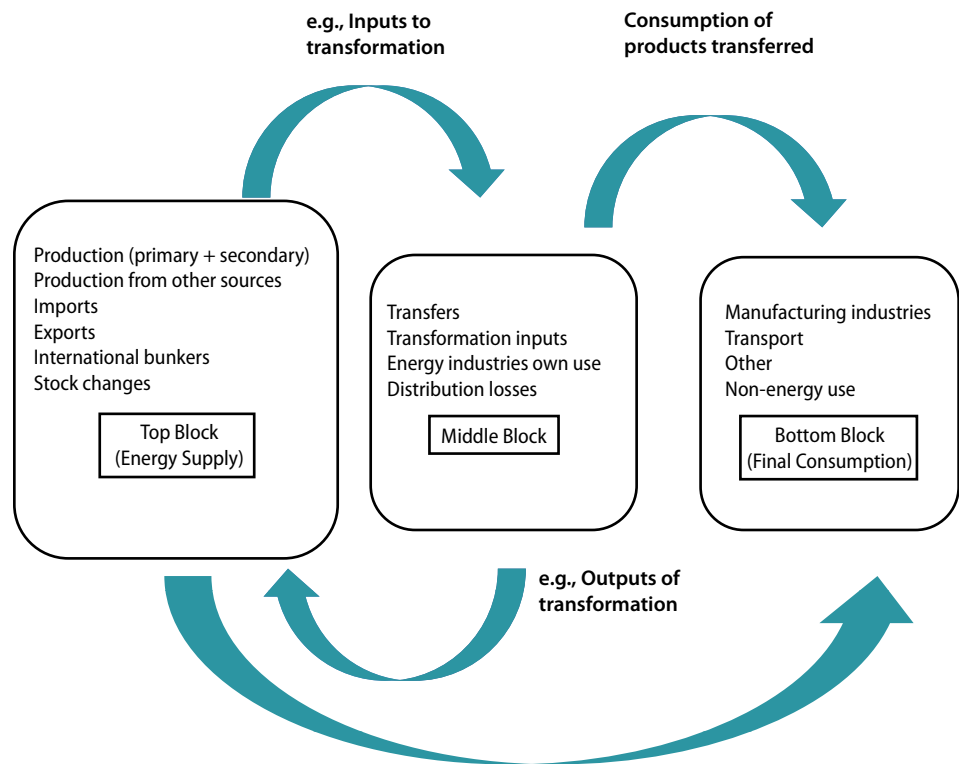 e.g., Inputs to
transformation
Consumption of
products transferred
Production (primary + secondary)
Production from other sources
Imports
Exports
International bunkers
Stock changes
Top Block
(Energy Supply)
Transfers
Transformation inputs
Energy industries own use
Distribution losses
Middle Block
Manufacturing industries
Transport
Other
Non-energy use
Bottom Block
(Final Consumption)
e.g., Outputs of
transformation